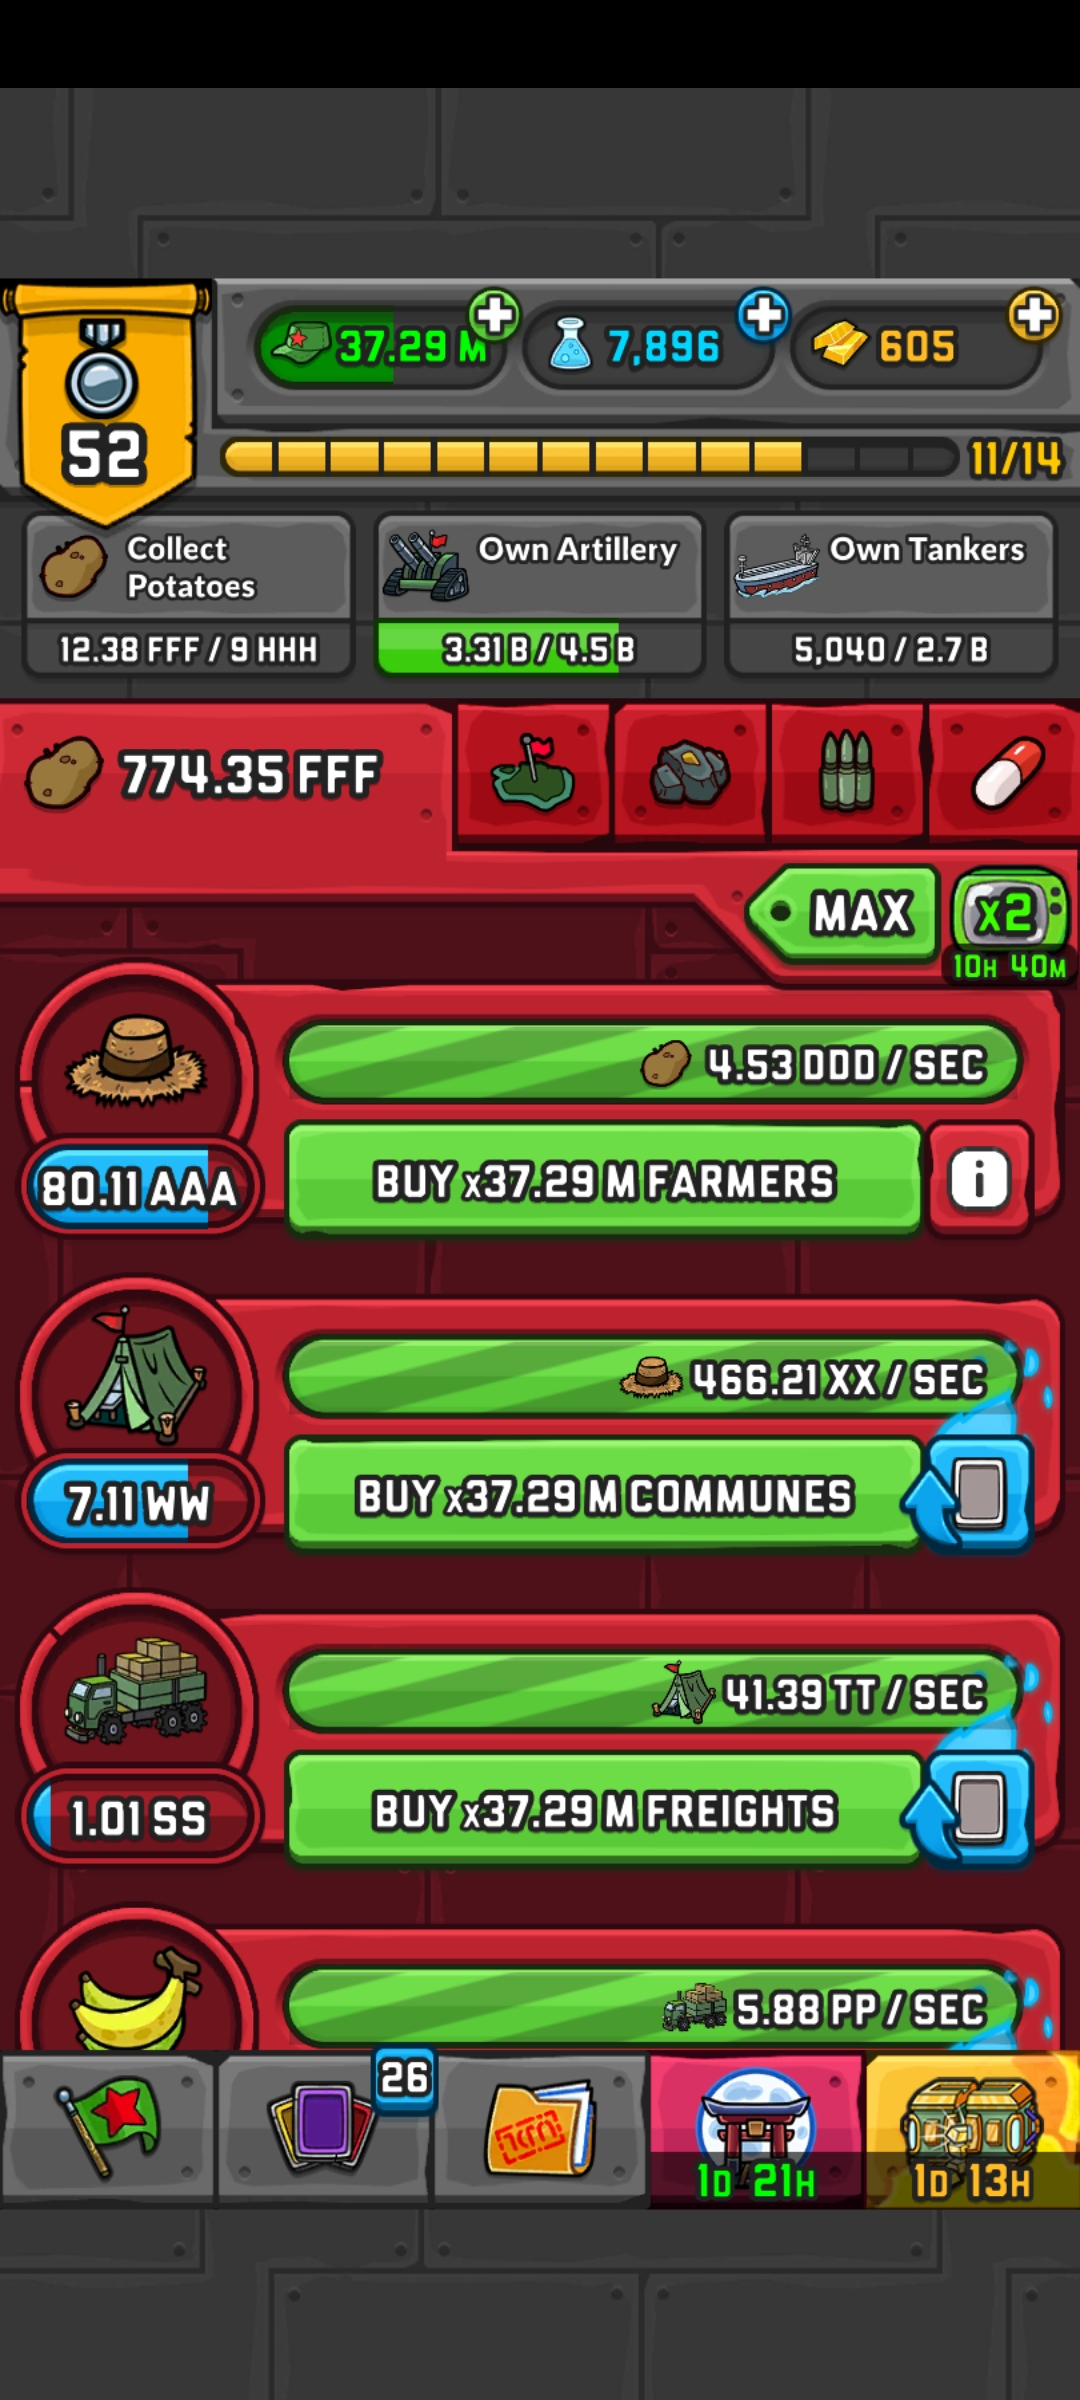 37.29 M
7,896
605
52
11/14
Collect
Potatoes
12.38 FFF / 9 HHH
Own Artillery
3.31 B / 4.5 B
Own Tankers
5,040 / 2.7 B
774.35 FFF
MAX
x2
10H 40M
4.53 DDD / SEC
80.11 AAA
BUY x37.29 M FARMERS
i
466.21 XX / SEC
7.11 WW
BUY x37.29 M COMMUNES
41.39 TT / SEC
1.01 SS
BUY x37.29 M FREIGHTS
5.88 PP / SEC
26
1D 21H
1D 13H